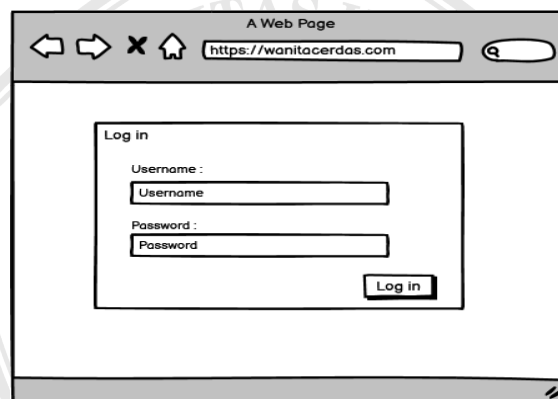 A Web Page
https://wanitacerdas.com
Log in
Username :
Username
Password :
Password
Log in